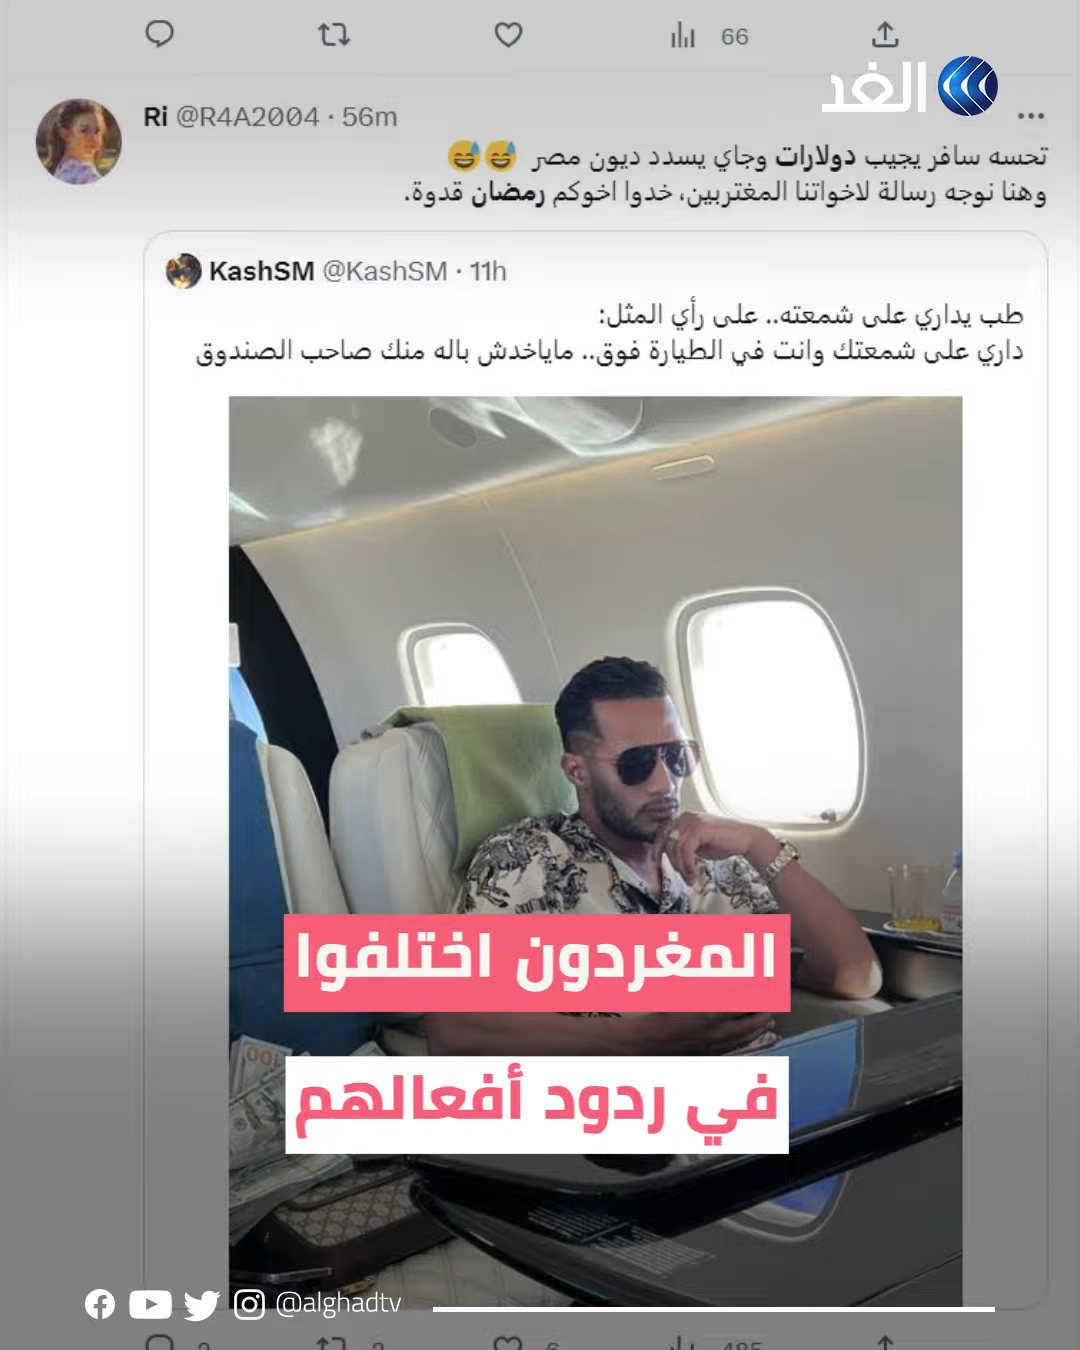 66
الغد
Ri @R4A2004 · 56m
تحسه سافر يجيب دولارات وجاي يسدد ديون مصر 😅😅
وهنا نوجه رسالة لاخواتنا المغتربين، خدوا اخوكم رمضان قدوة.
KashSM @KashSM · 11h
طب يداري على شمعته.. على رأي المثل:
داري على شمعتك وانت في الطيارة فوق.. ماياخدش باله منك صاحب الصندوق
المغردون اختلفوا
في ردود أفعالهم
100
@alghadtv